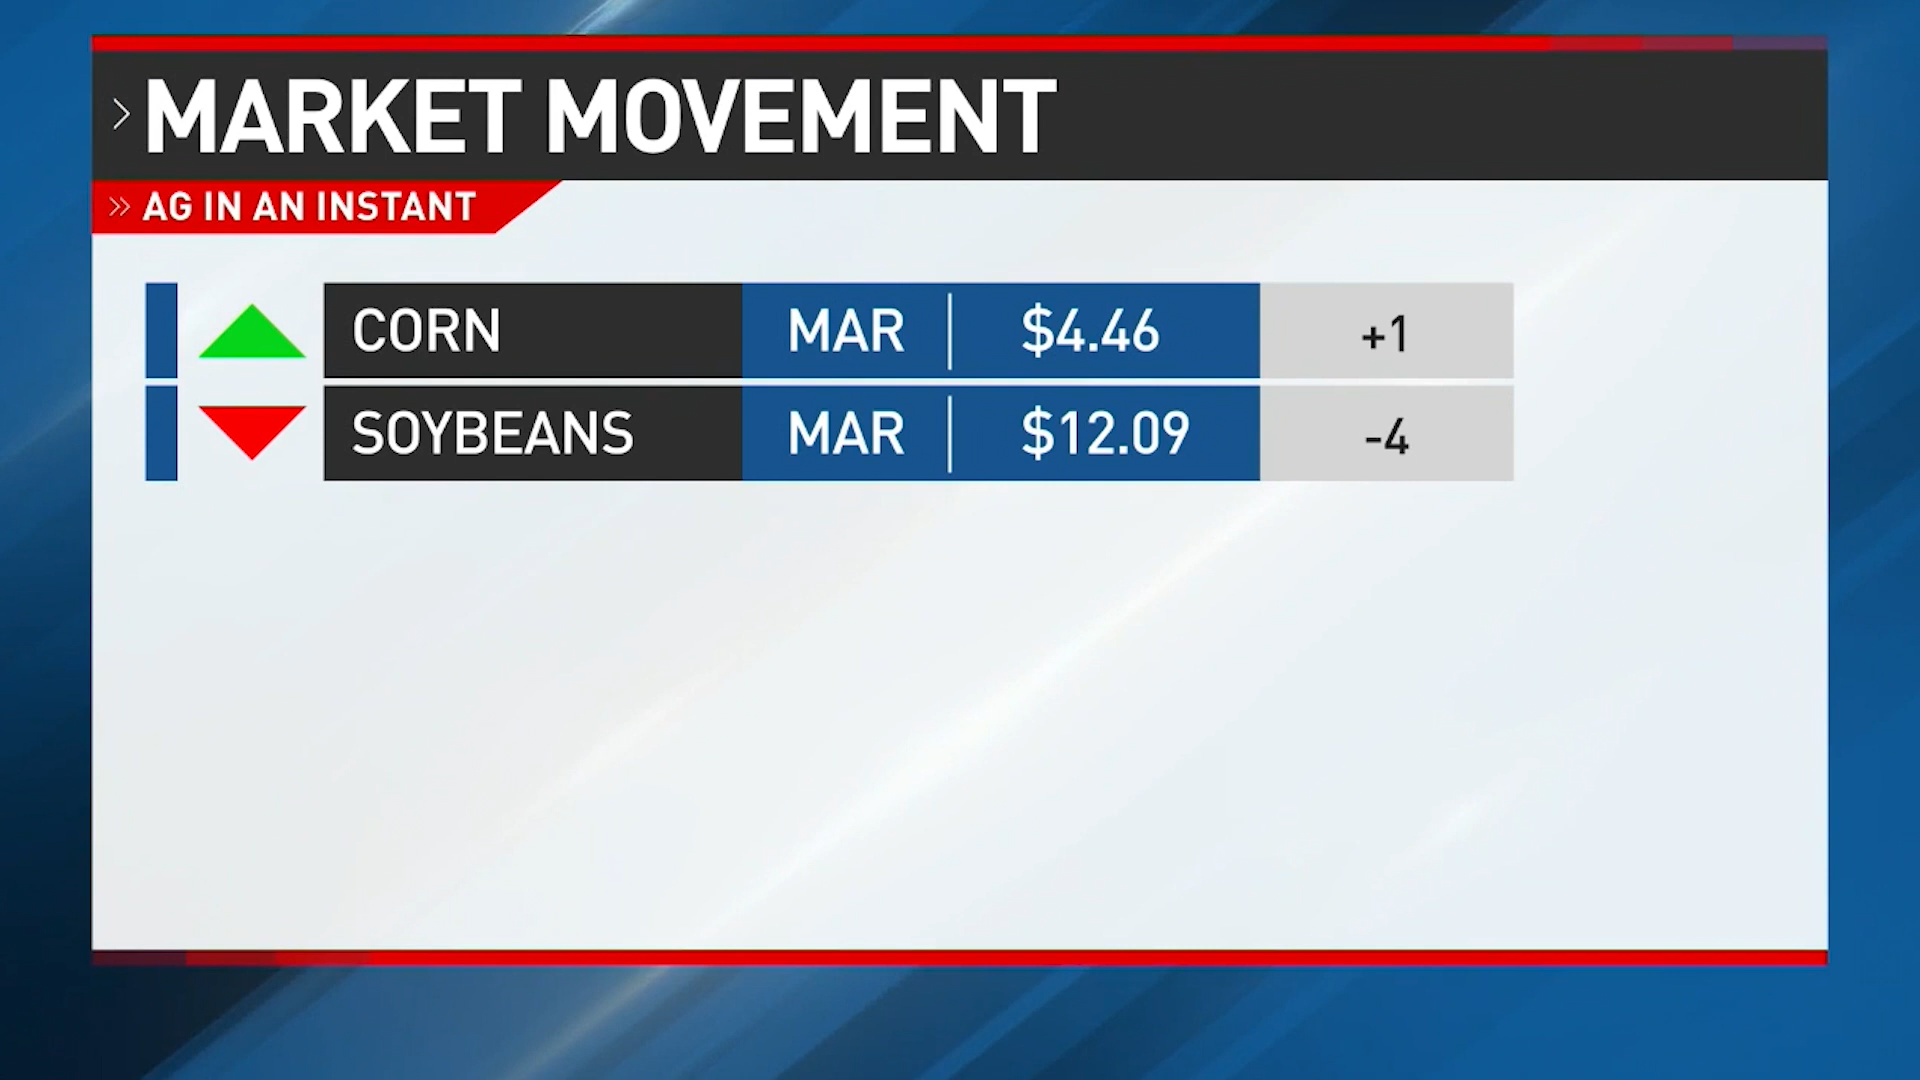 MARKET MOVEMENT
AG IN AN INSTANT
CORN MAR $4.46 +1
SOYBEANS MAR $12.09 -4